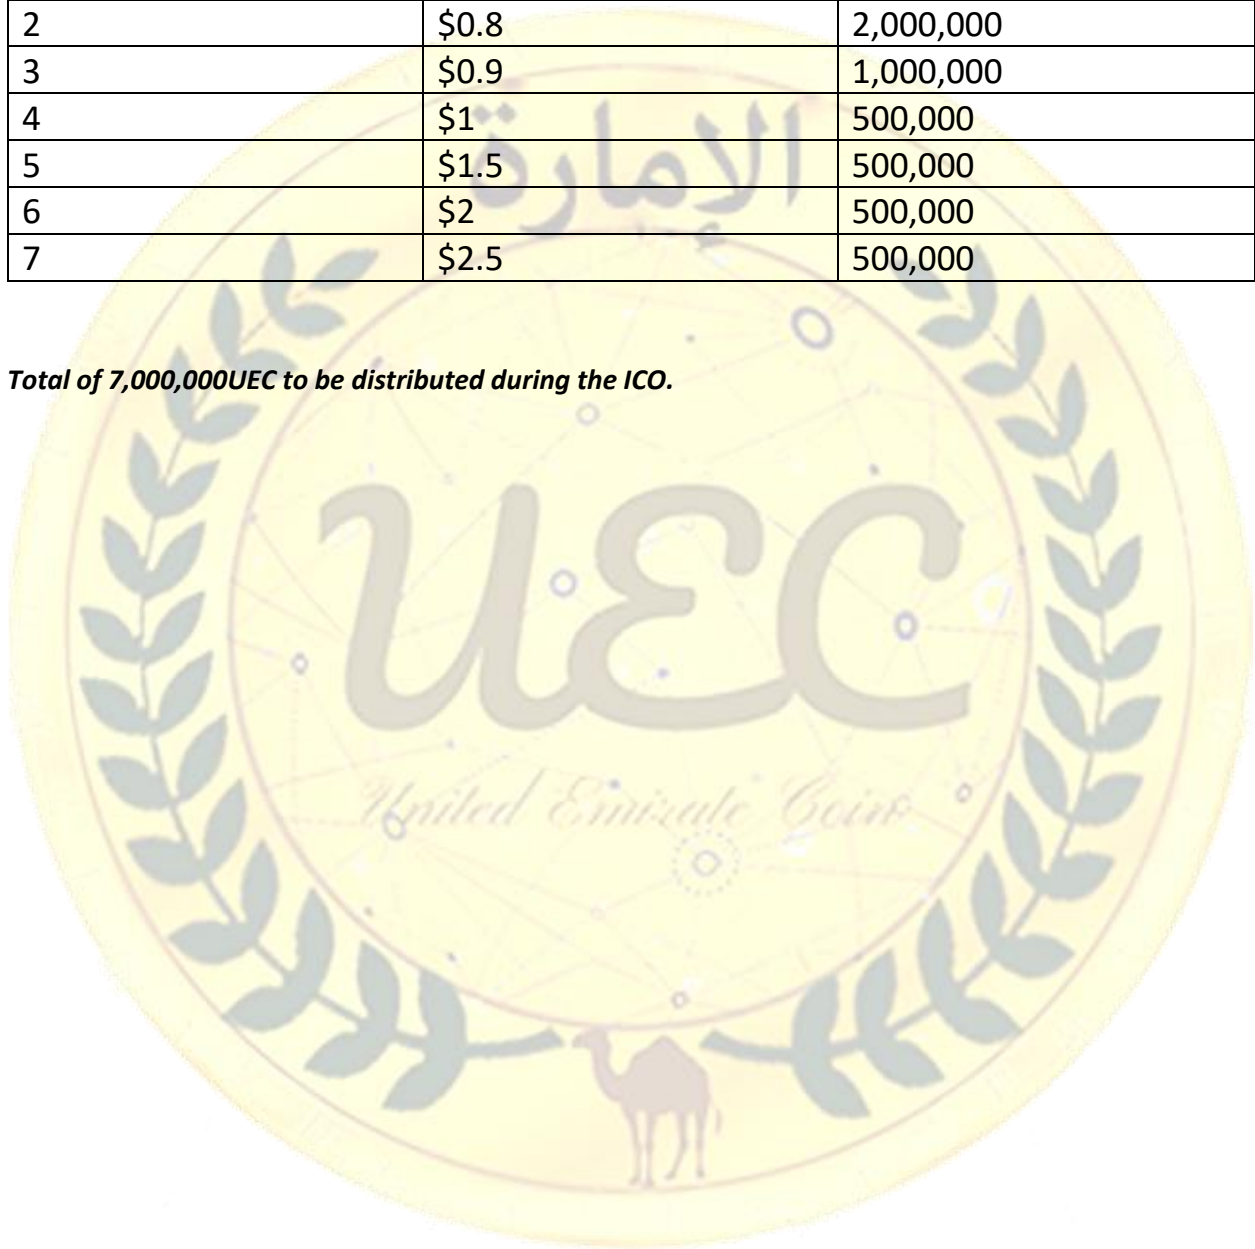 2 $0.8 2,000,000
3 $0.9 1,000,000
4 $1 500,000
5 $1.5 500,000
6 $2 500,000
7 $2.5 500,000
الإمارة
Total of 7,000,000UEC to be distributed during the ICO.
UEC
United Emirate Coin